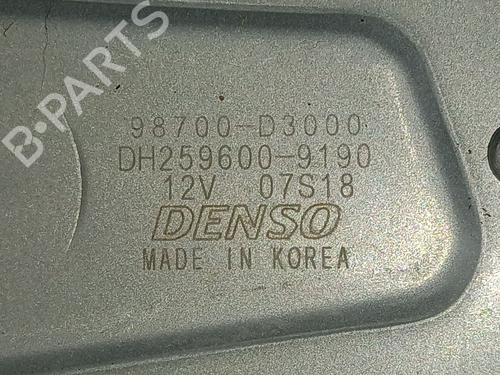 B-PARTS
98700-D3000
DH259600-9190
12V 07S18
DENSO
MADE IN KOREA